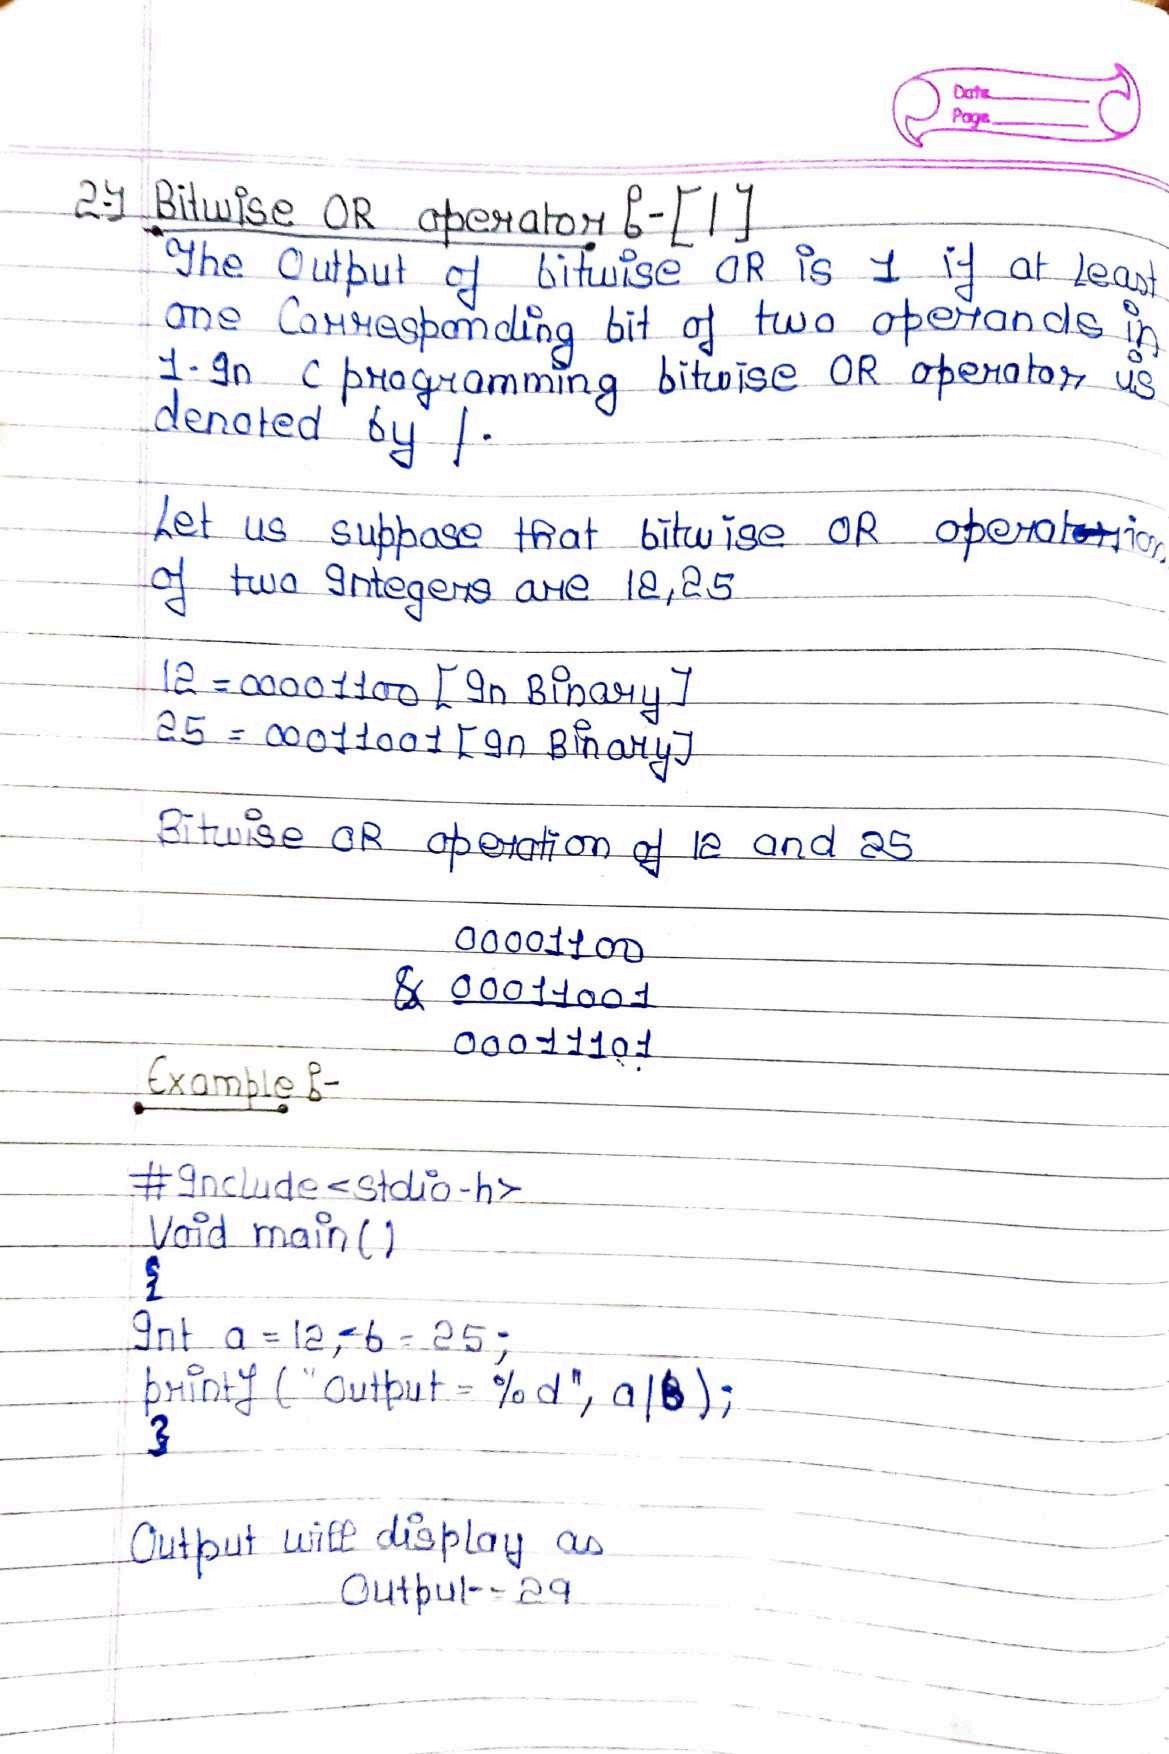 Date
Page
2-) Bitwise OR operator :- [|]
The Output of bitwise OR is 1 if at Least
one Corresponding bit of two operands in
1. In C programming bitwise OR operator is
denoted by |.
Let us suppose that bitwise OR operation
of two Integers are 12,25
12 = 00001100 [In Binary]
25 = 00011001 [In Binary]
Bitwise OR operation of 12 and 25
00001100
& 00011001
00011101
Example :-
#Include <stdio-h>
Void main()
{
Int a = 12, b = 25;
printf ("Output = %d", a|b);
}
Output will display as
Output-- 29